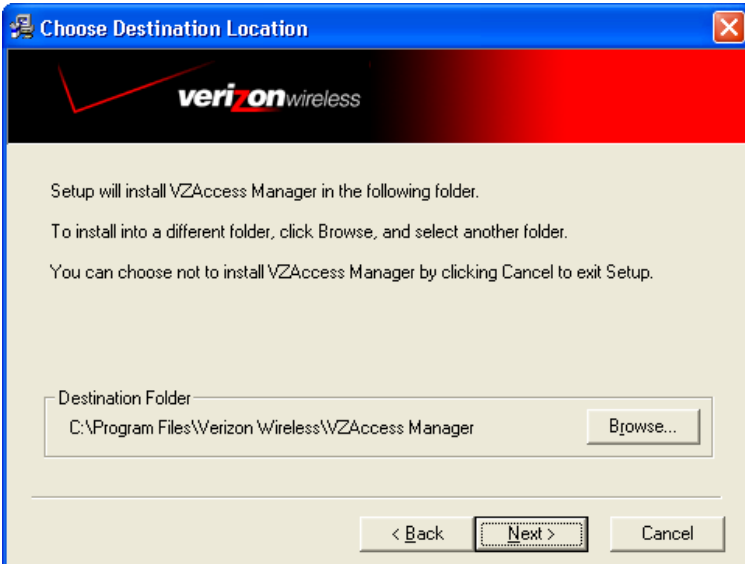 Choose Destination Location
verizonwireless
Setup will install VZAccess Manager in the following folder.
To install into a different folder, click Browse, and select another folder.
You can choose not to install VZAccess Manager by clicking Cancel to exit Setup.
Destination Folder
C:\Program Files\Verizon Wireless\VZAccess Manager
Browse...
< Back
Next >
Cancel